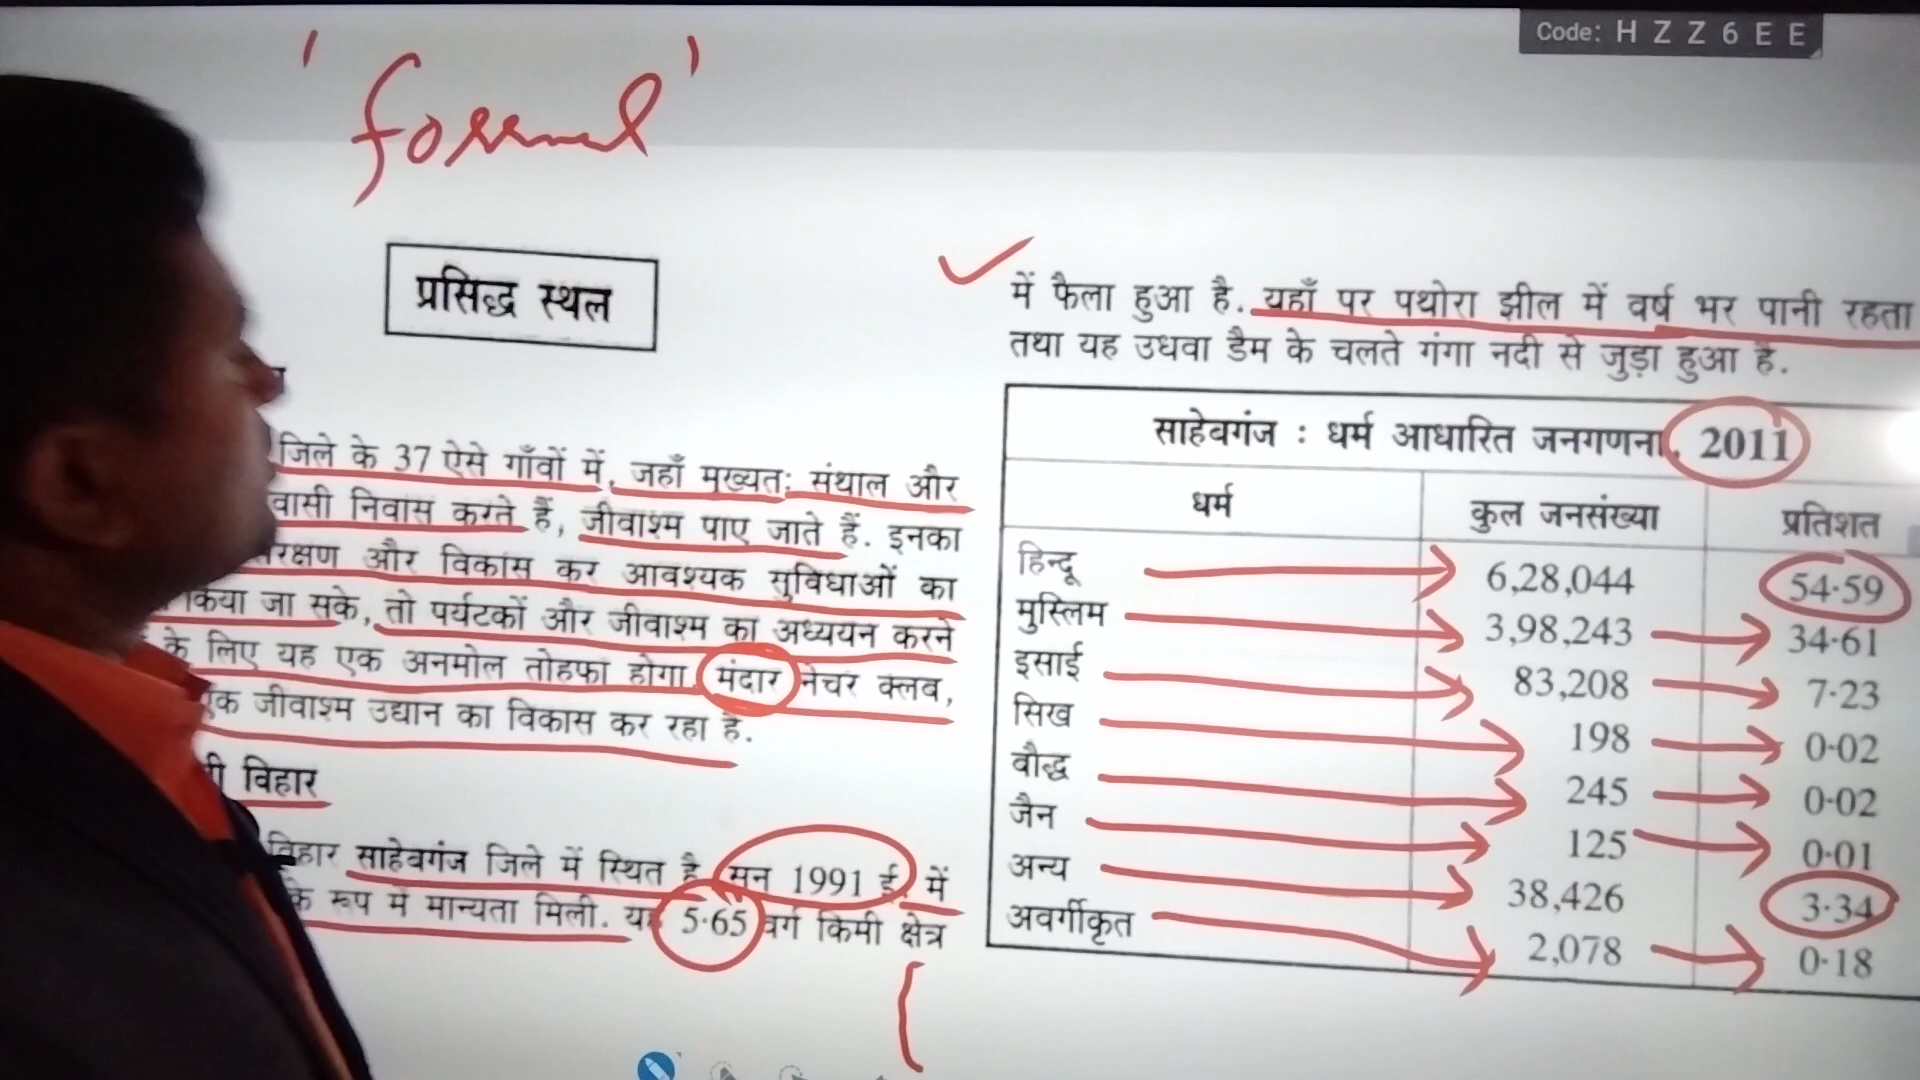 Code: H Z Z 6 E E
प्रसिद्ध स्थल
जिले के 37 ऐसे गाँवों में, जहाँ मुख्यत: संथाल और
वासी निवास करते हैं, जीवाश्म पाए जाते हैं. इनका
और विकास कर आवश्यक सुविधाओं का
किया जा सके, तो पर्यटकों और जीवाश्म का अध्ययन करने
के लिए यह एक अनमोल तोहफा होगा. मंदार नेचर क्लब,
एक जीवाश्म उद्यान का विकास कर रहा है.
विहार
विहार साहेबगंज जिले में स्थित है. सन् 1991 ई. में
के रूप में मान्यता मिली. यह 5·65 वर्ग किमी क्षेत्र
में फैला हुआ है. यहाँ पर पथोरा झील में वर्ष भर पानी रहता
तथा यह उधवा डैम के चलते गंगा नदी से जुड़ा हुआ है.
साहेबगंज : धर्म आधारित जनगणना, 2011
धर्म कुल जनसंख्या प्रतिशत
हिन्दू 6,28,044 54·59
मुस्लिम 3,98,243 34·61
इसाई 83,208 7·23
सिख 198 0·02
बौद्ध 245 0·02
जैन 125 0·01
अन्य 38,426 3·34
अवर्गीकृत 2,078 0·18